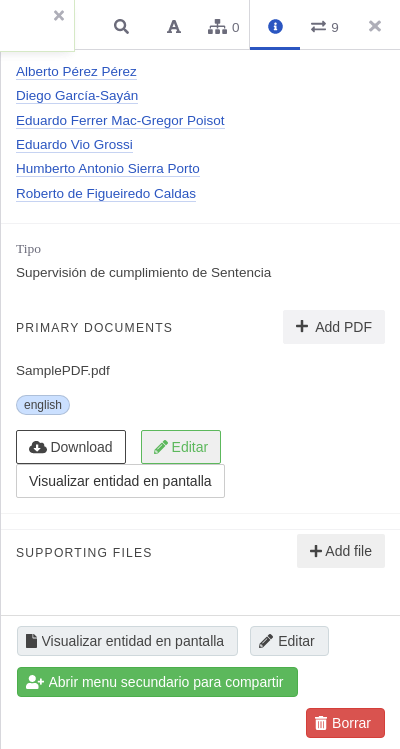 A 0 9
Alberto Pérez Pérez
Diego García-Sayán
Eduardo Ferrer Mac-Gregor Poisot
Eduardo Vio Grossi
Humberto Antonio Sierra Porto
Roberto de Figueiredo Caldas
Tipo
Supervisión de cumplimiento de Sentencia
PRIMARY DOCUMENTS
Add PDF
SamplePDF.pdf
english
Download Editar
Visualizar entidad en pantalla
SUPPORTING FILES
Add file
Visualizar entidad en pantalla Editar
Abrir menu secundario para compartir
Borrar